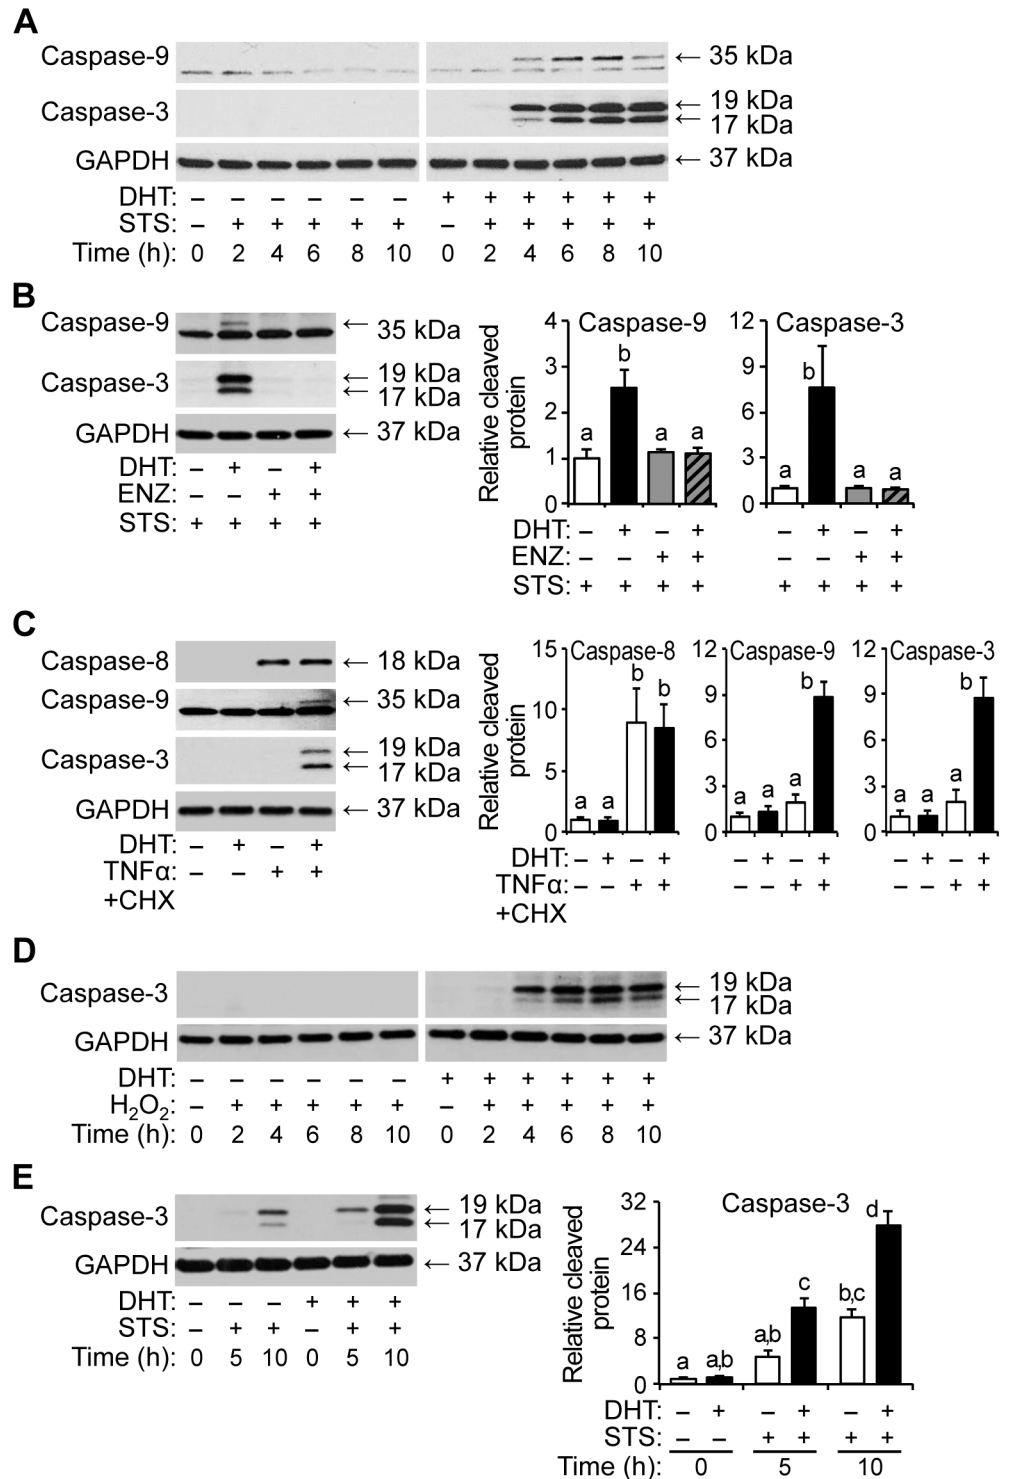 A
Caspase-9
← 35 kDa
Caspase-3
← 19 kDa
← 17 kDa
GAPDH
← 37 kDa
DHT: – – – – – – + + + + + +
STS: – + + + + + – + + + + +
Time (h): 0 2 4 6 8 10 0 2 4 6 8 10
B
Caspase-9
← 35 kDa
Caspase-3
← 19 kDa
← 17 kDa
GAPDH
← 37 kDa
DHT: – + – +
ENZ: – – + +
STS: + + + +
Relative cleaved
protein
Caspase-9
4
3
2
1
0
a b a a
Caspase-3
12
9
6
3
0
a b a a
DHT: – + – + – + – +
ENZ: – – + + – – + +
STS: + + + + + + + +
C
Caspase-8
← 18 kDa
Caspase-9
← 35 kDa
Caspase-3
← 19 kDa
← 17 kDa
GAPDH
← 37 kDa
DHT: – + – +
TNFα: – – + +
+CHX
Relative cleaved
protein
Caspase-8
15
10
5
0
a a b b
Caspase-9
12
9
6
3
0
a a a b
Caspase-3
12
9
6
3
0
a a a b
DHT: – + – + – + – + – + – +
TNFα: – – + + – – + + – – + +
+CHX
D
Caspase-3
← 19 kDa
← 17 kDa
GAPDH
← 37 kDa
DHT: – – – – – – + + + + + +
H₂O₂: – + + + + + – + + + + +
Time (h): 0 2 4 6 8 10 0 2 4 6 8 10
E
Caspase-3
← 19 kDa
← 17 kDa
GAPDH
← 37 kDa
DHT: – – – + + +
STS: – + + – + +
Time (h): 0 5 10 0 5 10
Relative cleaved
protein
Caspase-3
32
24
16
8
0
a a,b a,b c b,c d
DHT: – + – + – +
STS: – – + + + +
Time (h): 0 5 10